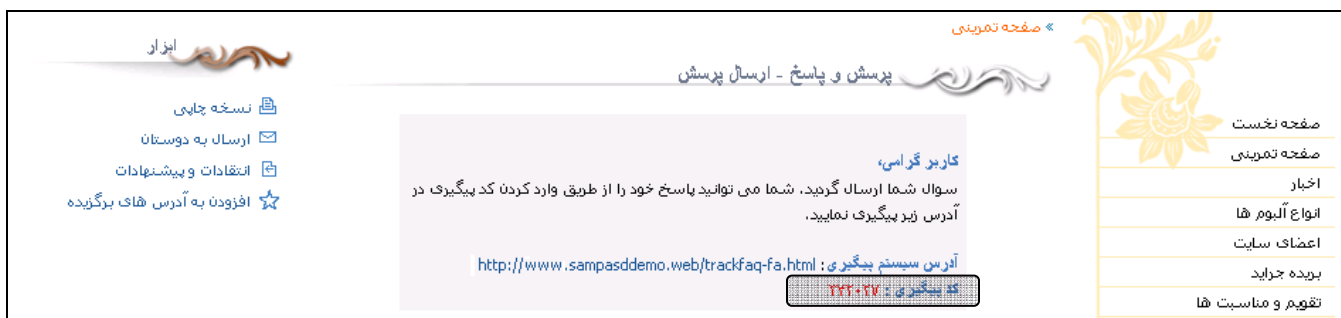 » صفحه تمرینی
ابزار
پرسش و پاسخ - ارسال پرسش
نسخه چاپی
ارسال به دوستان
انتقادات و پیشنهادات
افزودن به آدرس های برگزیده
صفحه نخست
صفحه تمرینی
اخبار
انواع آلبوم ها
اعضای سایت
بریده جراید
تقویم و مناسبت ها
کاربر گرامی،
سوال شما ارسال گردید، شما می توانید پاسخ خود را از طریق وارد کردن کد پیگیری در
آدرس زیر پیگیری نمایید.
آدرس سیستم پیگیری: http://www.sampasddemo.web/trackfaq-fa.html
کد پیگیری :